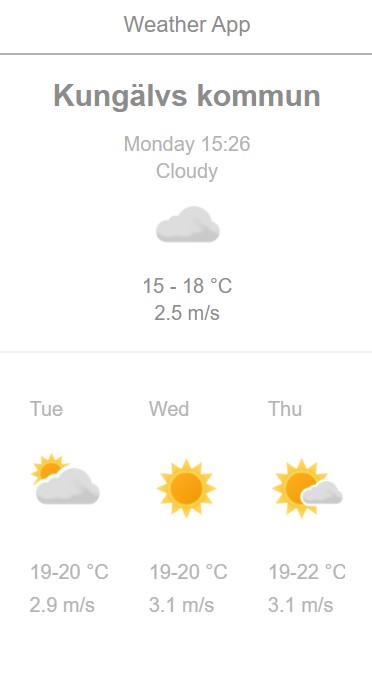 Weather App
Kungälvs kommun
Monday 15:26
Cloudy
15 - 18 °C
2.5 m/s
Tue Wed Thu
19-20 °C 19-20 °C 19-22 °C
2.9 m/s 3.1 m/s 3.1 m/s